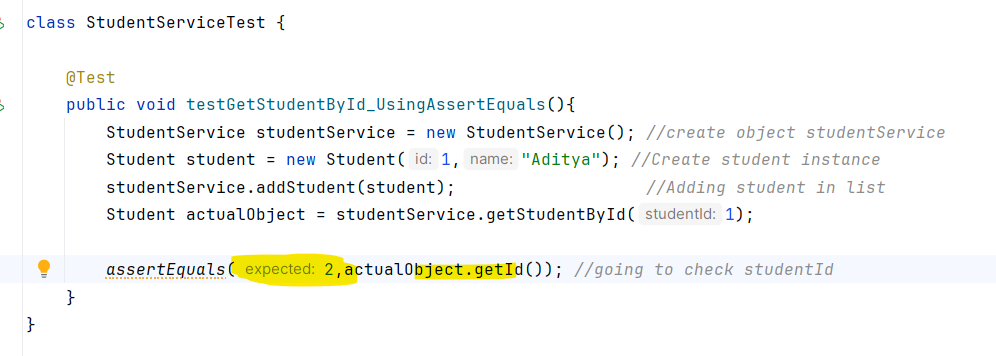 class StudentServiceTest {
@Test
public void testGetStudentById_UsingAssertEquals(){
StudentService studentService = new StudentService(); //create object studentService
Student student = new Student( id: 1, name: "Aditya"); //Create student instance
studentService.addStudent(student); //Adding student in list
Student actualObject = studentService.getStudentById( studentId: 1);
assertEquals( expected: 2,actualObject.getId()); //going to check studentId
}
}